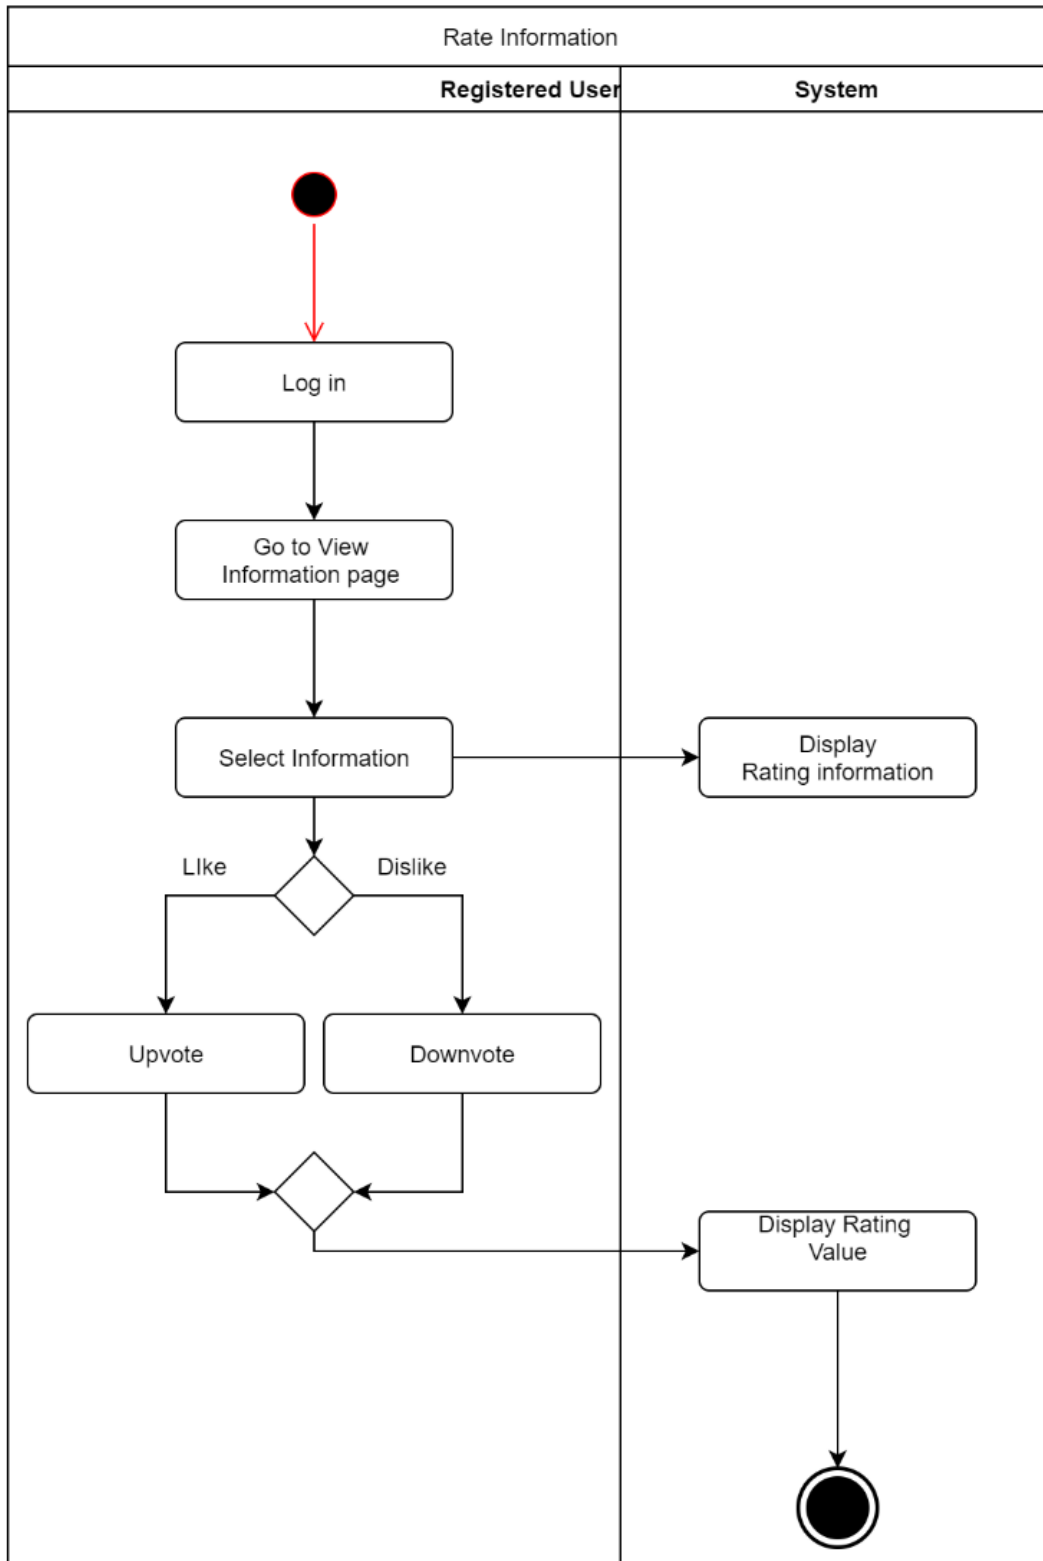 Rate Information
Registered User
System
Log in
Go to View
Information page
Select Information
Display
Rating information
LIke
Dislike
Upvote
Downvote
Display Rating
Value